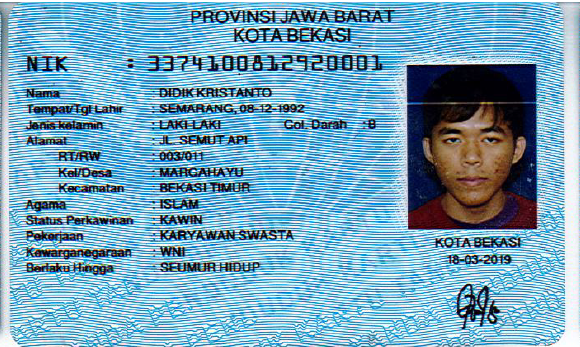 PROVINSI JAWA BARAT
KOTA BEKASI
NIK : 3374100812920001
Nama : DIDIK KRISTANTO
Tempat/Tgl Lahir : SEMARANG, 08-12-1992
Jenis kelamin : LAKI-LAKI Gol. Darah : B
Alamat : JL. SEMUT API
RT/RW : 003/011
Kel/Desa : MARGAHAYU
Kecamatan : BEKASI TIMUR
Agama : ISLAM
Status Perkawinan : KAWIN
Pekerjaan : KARYAWAN SWASTA
Kewarganegaraan : WNI
Berlaku Hingga : SEUMUR HIDUP
KOTA BEKASI
18-03-2019